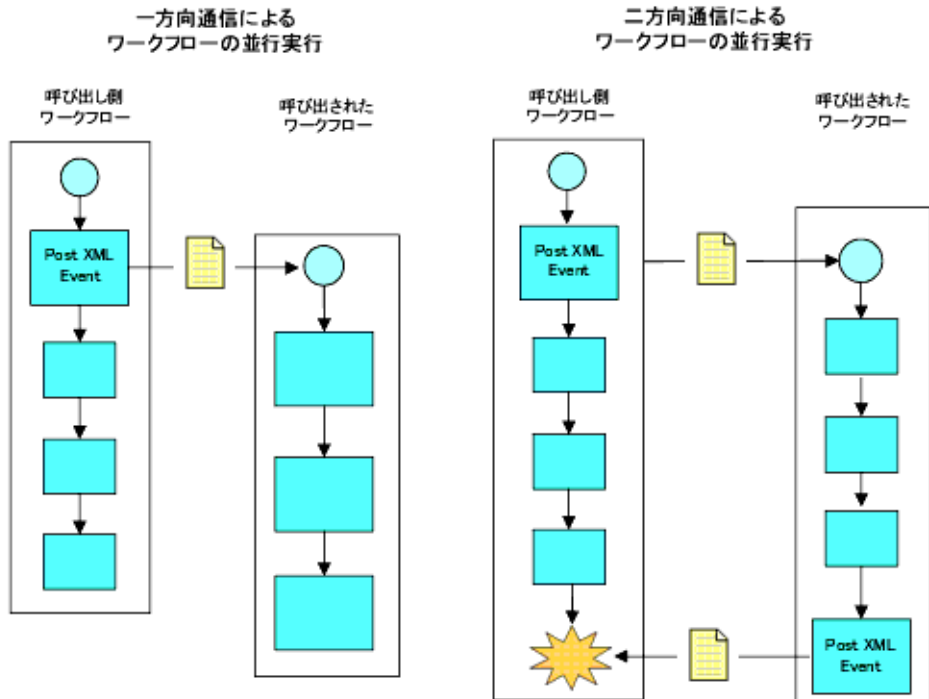 一方向通信による
ワークフローの並行実行
呼び出し側
ワークフロー
呼び出された
ワークフロー
Post XML
Event
二方向通信による
ワークフローの並行実行
呼び出し側
ワークフロー
呼び出された
ワークフロー
Post XML
Event
Post XML
Event